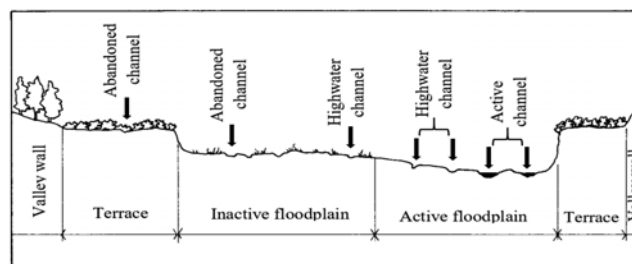 Abandoned
channel
Abandoned
channel
Highwater
channel
Highwater
channel
Active
channel
Valley wall
Terrace
Inactive floodplain
Active floodplain
Terrace